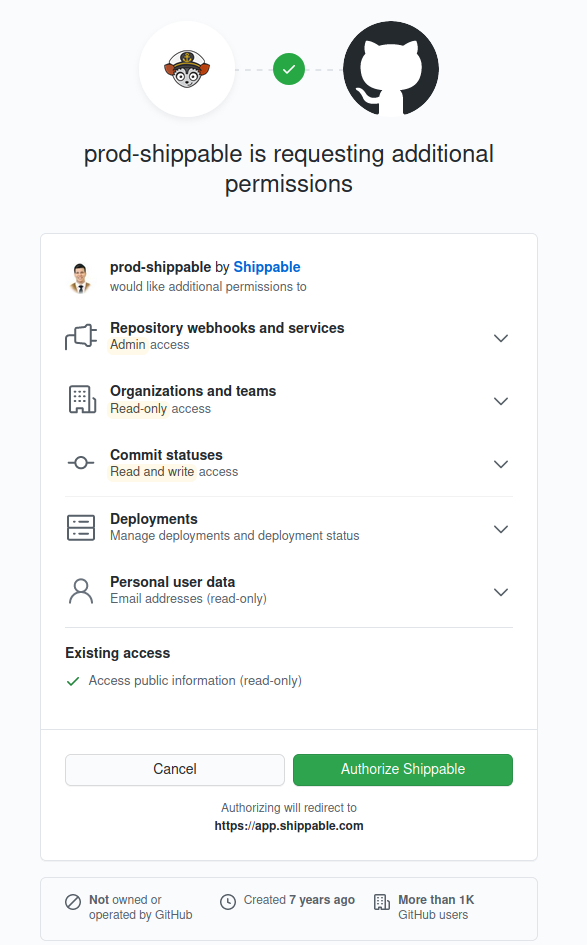 prod-shippable is requesting additional
permissions
prod-shippable by Shippable
would like additional permissions to
Repository webhooks and services
Admin access
Organizations and teams
Read-only access
Commit statuses
Read and write access
Deployments
Manage deployments and deployment status
Personal user data
Email addresses (read-only)
Existing access
Access public information (read-only)
Cancel
Authorize Shippable
Authorizing will redirect to
https://app.shippable.com
Not owned or
operated by GitHub
Created 7 years ago
More than 1K
GitHub users